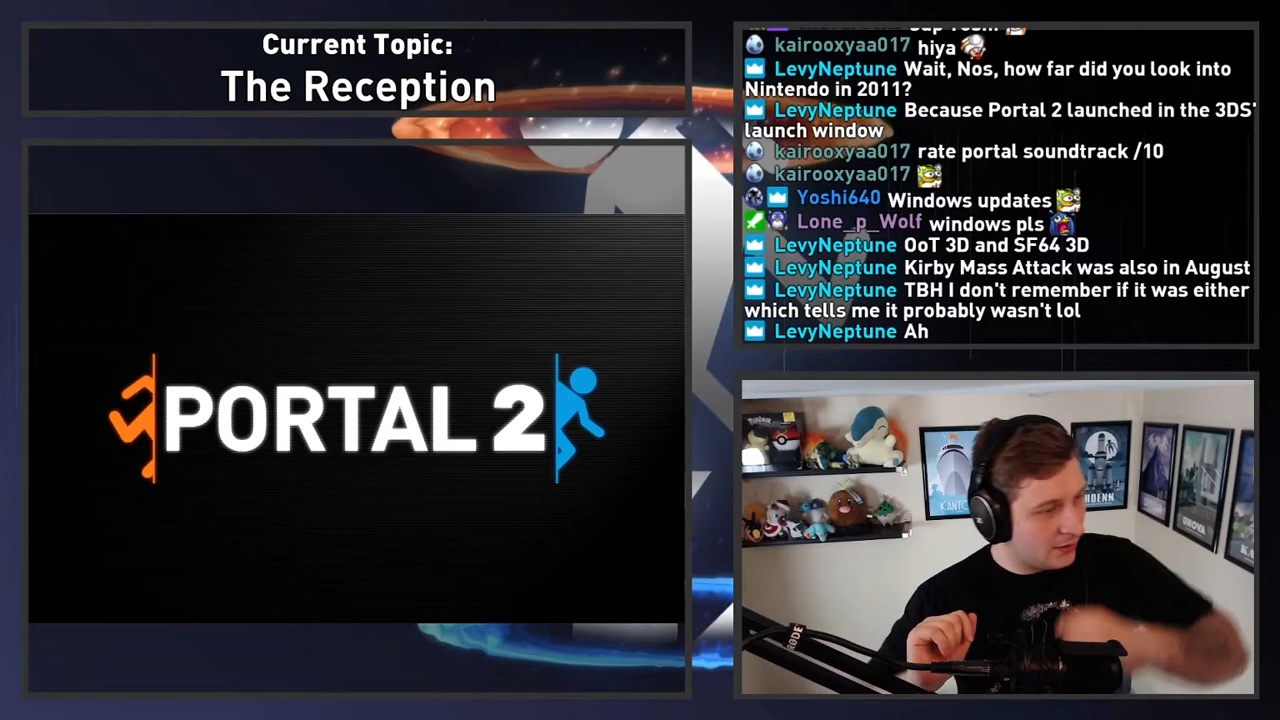 Current Topic:
The Reception
PORTAL 2
kairooxyaa017 hiya
LevyNeptune Wait, Nos, how far did you look into
Nintendo in 2011?
LevyNeptune Because Portal 2 launched in the 3DS'
launch window
kairooxyaa017 rate portal soundtrack /10
kairooxyaa017
Yoshi640 Windows updates
Lone_p_Wolf windows pls
LevyNeptune OoT 3D and SF64 3D
LevyNeptune Kirby Mass Attack was also in August
LevyNeptune TBH I don't remember if it was either
which tells me it probably wasn't lol
LevyNeptune Ah
KANTO
HOENN
UNOVA
RØDE